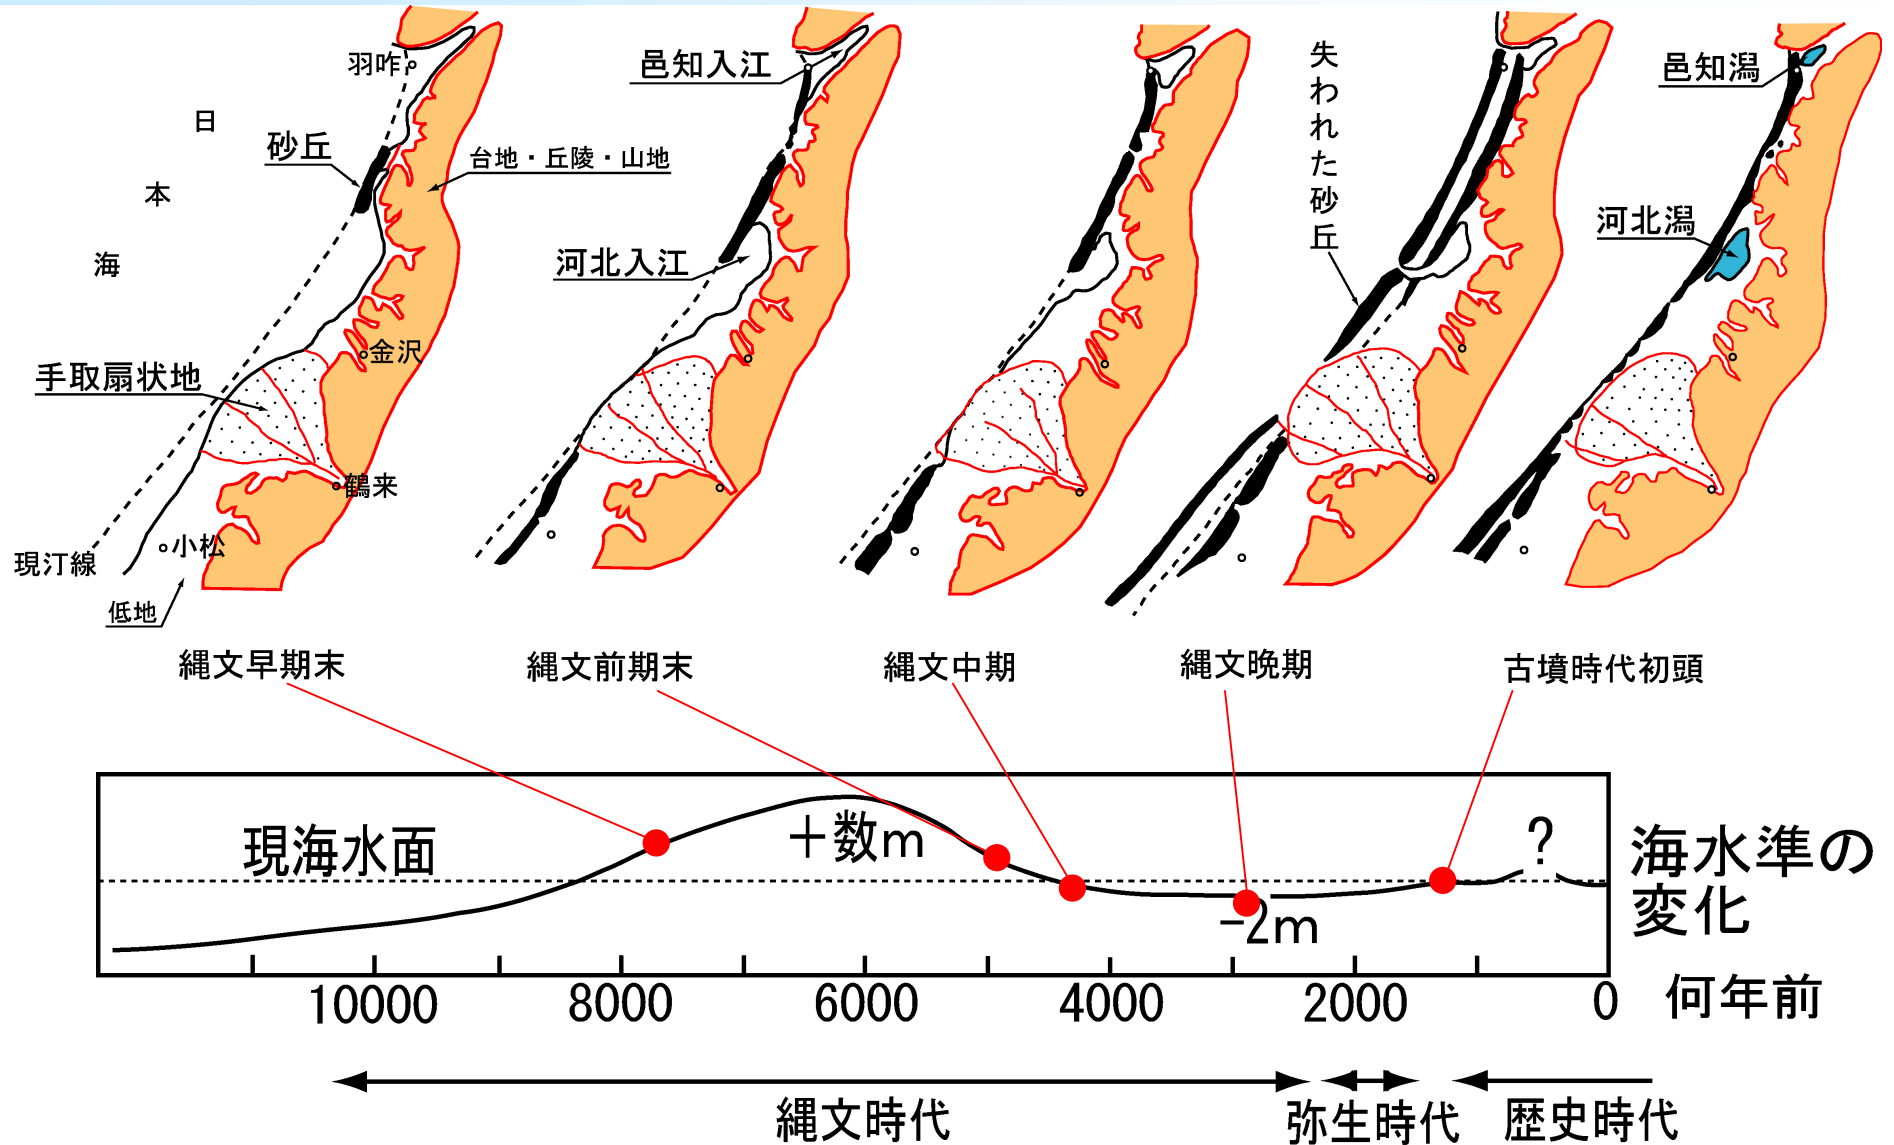 羽咋
日
本
海
砂丘
台地・丘陵・山地
手取扇状地
金沢
鶴来
小松
現汀線
低地
邑知入江
河北入江
失われた砂丘
邑知潟
河北潟
縄文早期末
縄文前期末
縄文中期
縄文晩期
古墳時代初頭
現海水面
+数m
−2m
?
海水準の
変化
10000 8000 6000 4000 2000 0 何年前
縄文時代 弥生時代 歴史時代